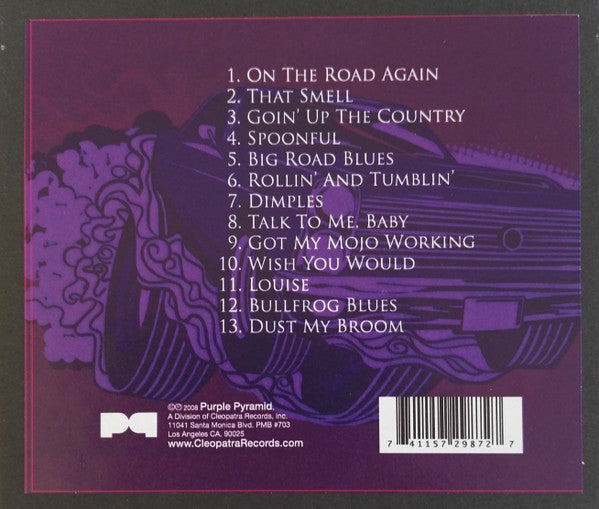 1. On The Road Again
2. That Smell
3. Goin' Up The Country
4. Spoonful
5. Big Road Blues
6. Rollin' And Tumblin'
7. Dimples
8. Talk To Me, Baby
9. Got My Mojo Working
10. Wish You Would
11. Louise
12. Bullfrog Blues
13. Dust My Broom
©℗ 2008 Purple Pyramid,
A Division of Cleopatra Records, Inc.
11041 Santa Monica Blvd. PMB #703
Los Angeles CA, 90025
www.CleopatraRecords.com
7 41157 29872 7